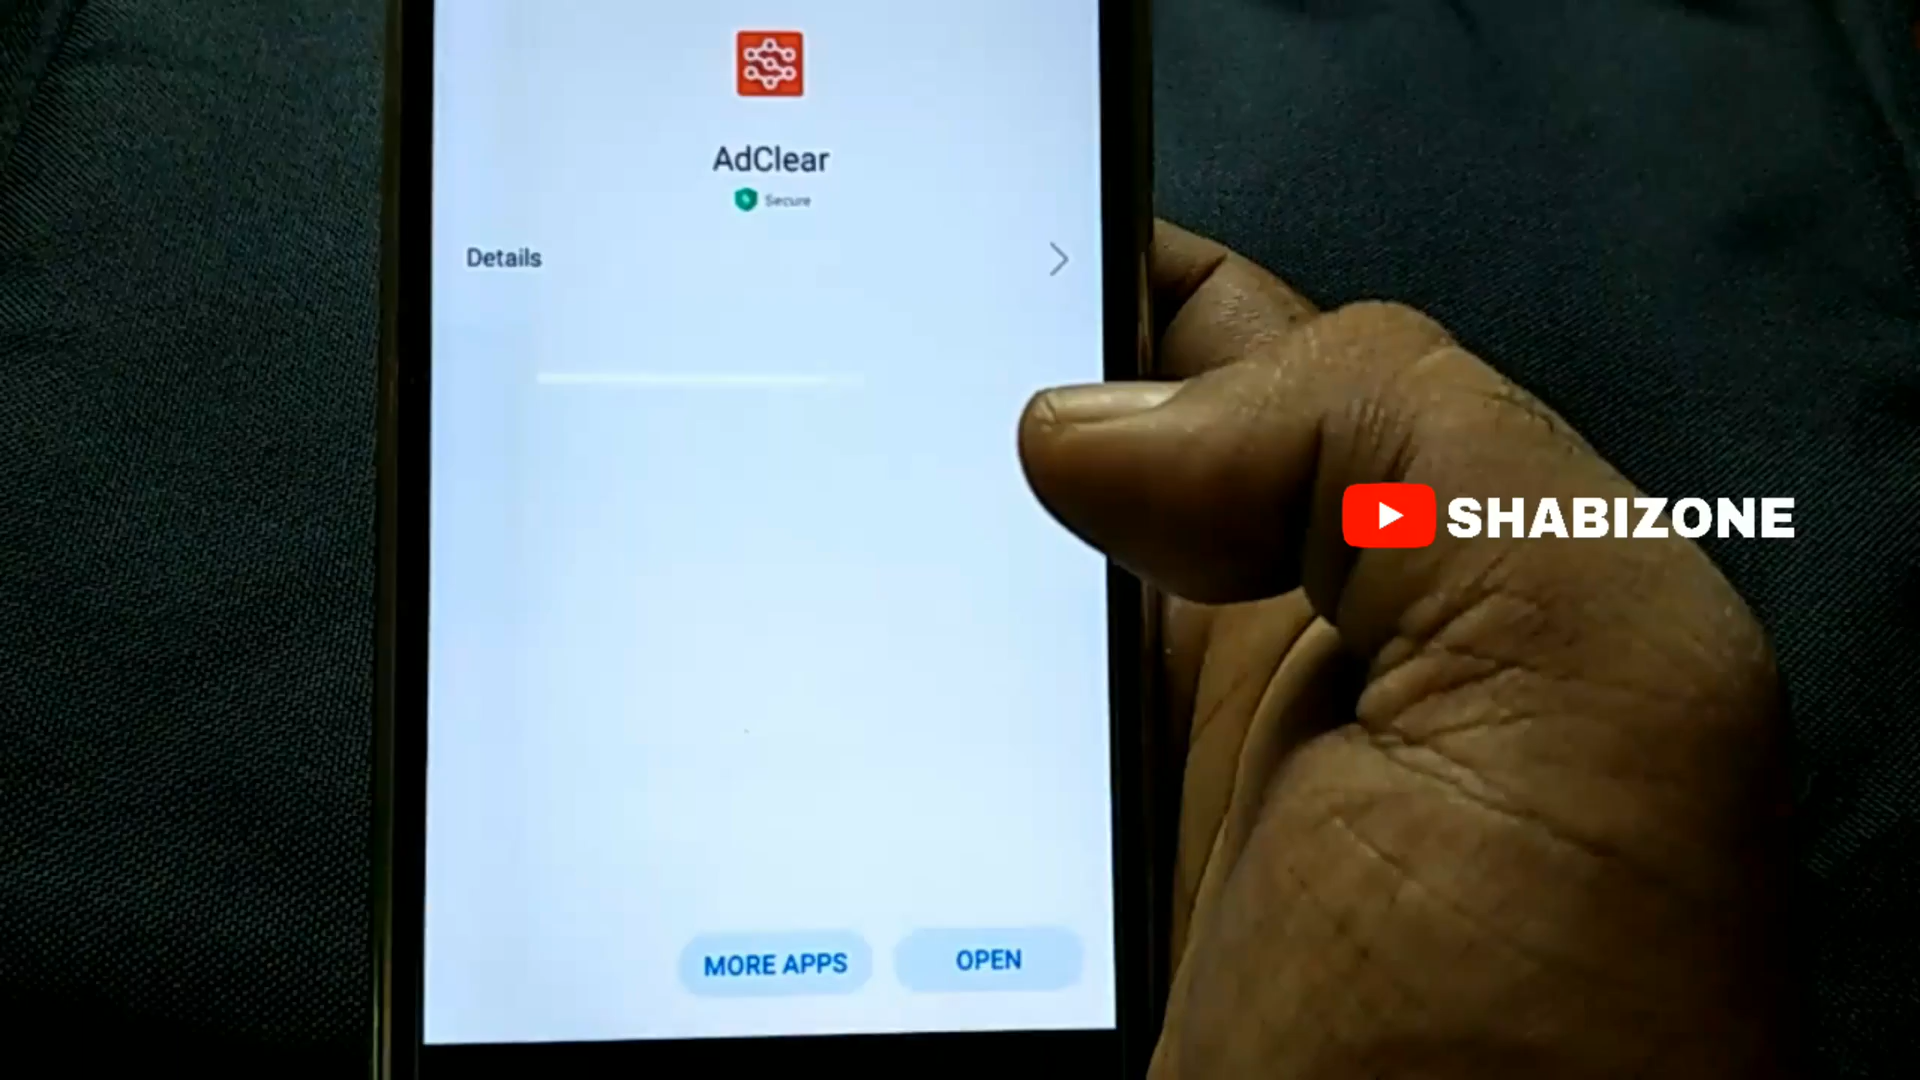 AdClear
Secure
Details
SHABIZONE
MORE APPS
OPEN